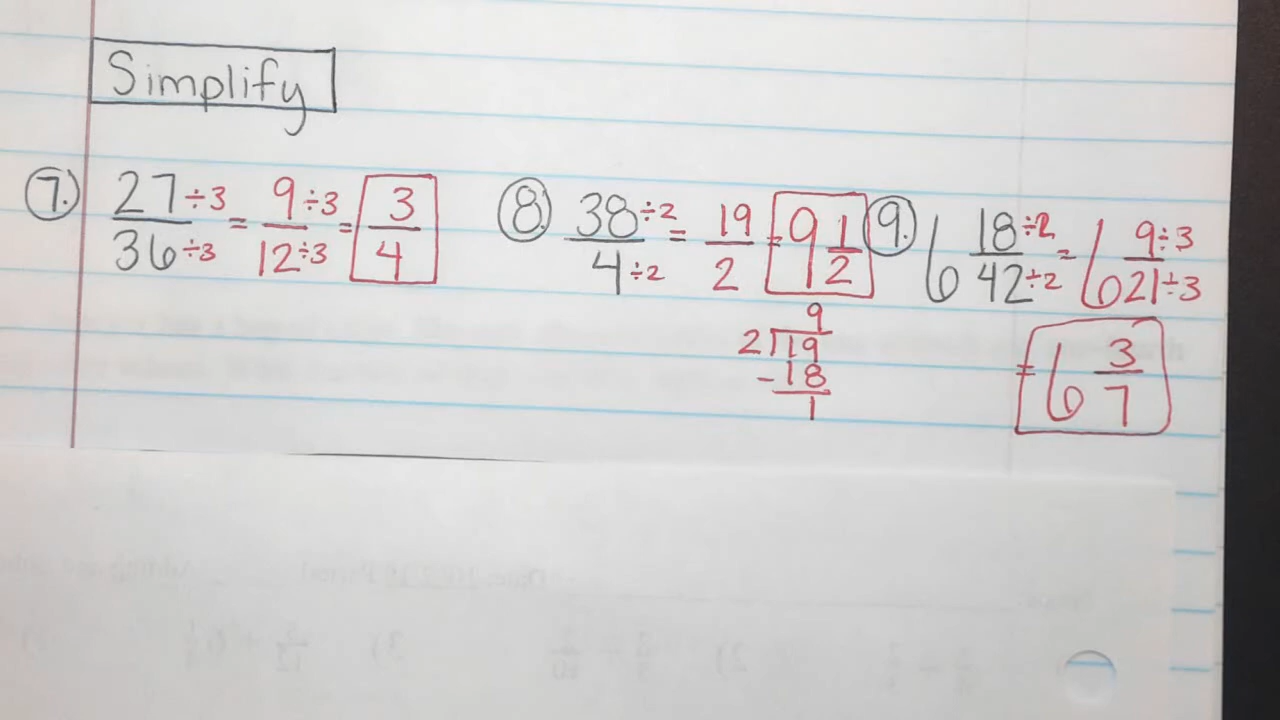 Simplify
7. 27÷3/36÷3 = 9÷3/12÷3 = 3/4
8. 38÷2/4÷2 = 19/2 = 9 1/2
9
2)19
-18
1
9. 6 18÷2/42÷2 = 6 9÷3/21÷3
= 6 3/7